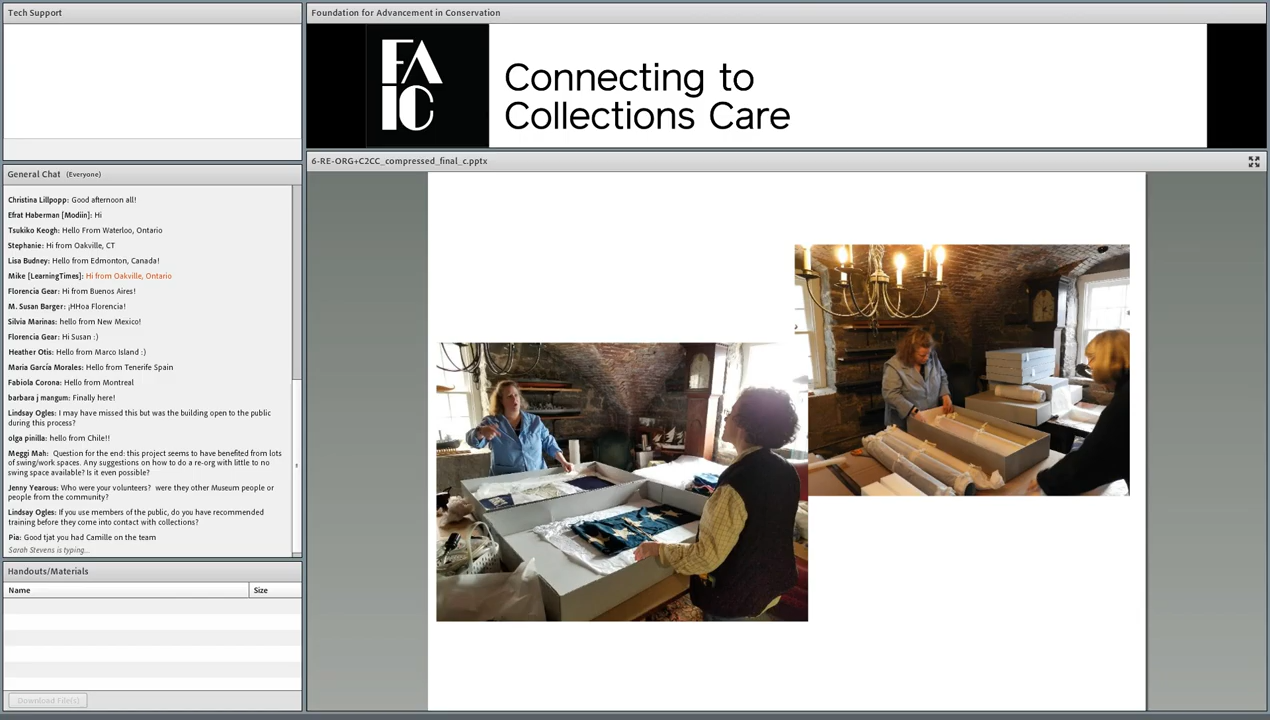 Tech Support
General Chat (Everyone)
Christina Lillpopp: Good afternoon all!
Efrat Haberman [Modiin]: Hi
Tsukiko Keogh: Hello From Waterloo, Ontario
Stephanie: Hi from Oakville, CT
Lisa Budney: Hello from Edmonton, Canada!
Mike [LearningTimes]: Hi from Oakville, Ontario
Florencia Gear: Hi from Buenos Aires!
M. Susan Barger: ¡HHoa Florencia!
Silvia Marinas: hello from New Mexico!
Florencia Gear: Hi Susan :)
Heather Otis: Hello from Marco Island :)
Maria García Morales: Hello from Tenerife Spain
Fabiola Corona: Hello from Montreal
barbara j mangum: Finally here!
Lindsay Ogles: I may have missed this but was the building open to the public
during this process?
olga pinilla: hello from Chile!!
Meggi Mah: Question for the end: this project seems to have benefited from lots
of swing/work spaces. Any suggestions on how to do a re-org with little to no
swing space available? Is it even possible?
Jenny Yearous: Who were your volunteers? were they other Museum people or
people from the community?
Lindsay Ogles: If you use members of the public, do you have recommended
training before they come into contact with collections?
Pia: Good tjat you had Camille on the team
Sarah Stevens is typing...
Handouts/Materials
Name Size
Download File(s)
Foundation for Advancement in Conservation
FA
IC
Connecting to
Collections Care
6-RE-ORG+C2CC_compressed_final_c.pptx